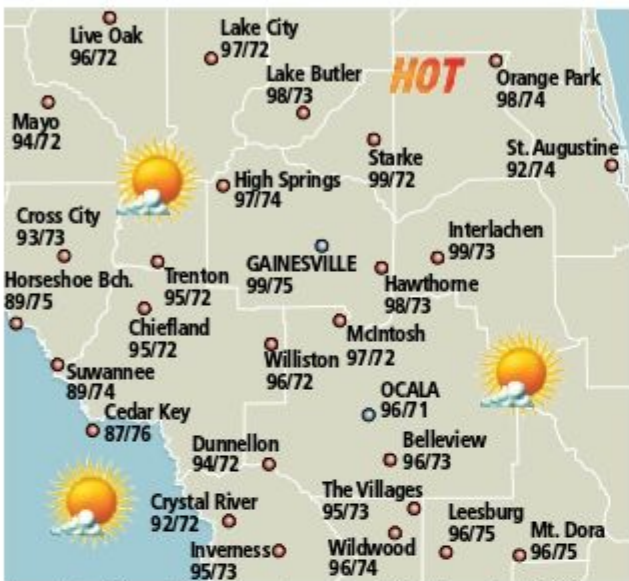 Live Oak
96/72
Lake City
97/72
Lake Butler
98/73
HOT
Orange Park
98/74
Mayo
94/72
Starke
99/72
St. Augustine
92/74
High Springs
97/74
Cross City
93/73
Interlachen
99/73
GAINESVILLE
99/75
Trenton
95/72
Hawthorne
98/73
Horseshoe Bch.
89/75
Chiefland
95/72
McIntosh
97/72
Williston
96/72
Suwannee
89/74
OCALA
96/71
Cedar Key
87/76
Dunnellon
94/72
Belleview
96/73
The Villages
95/73
Crystal River
92/72
Leesburg
96/75
Mt. Dora
96/75
Inverness
95/73
Wildwood
96/74